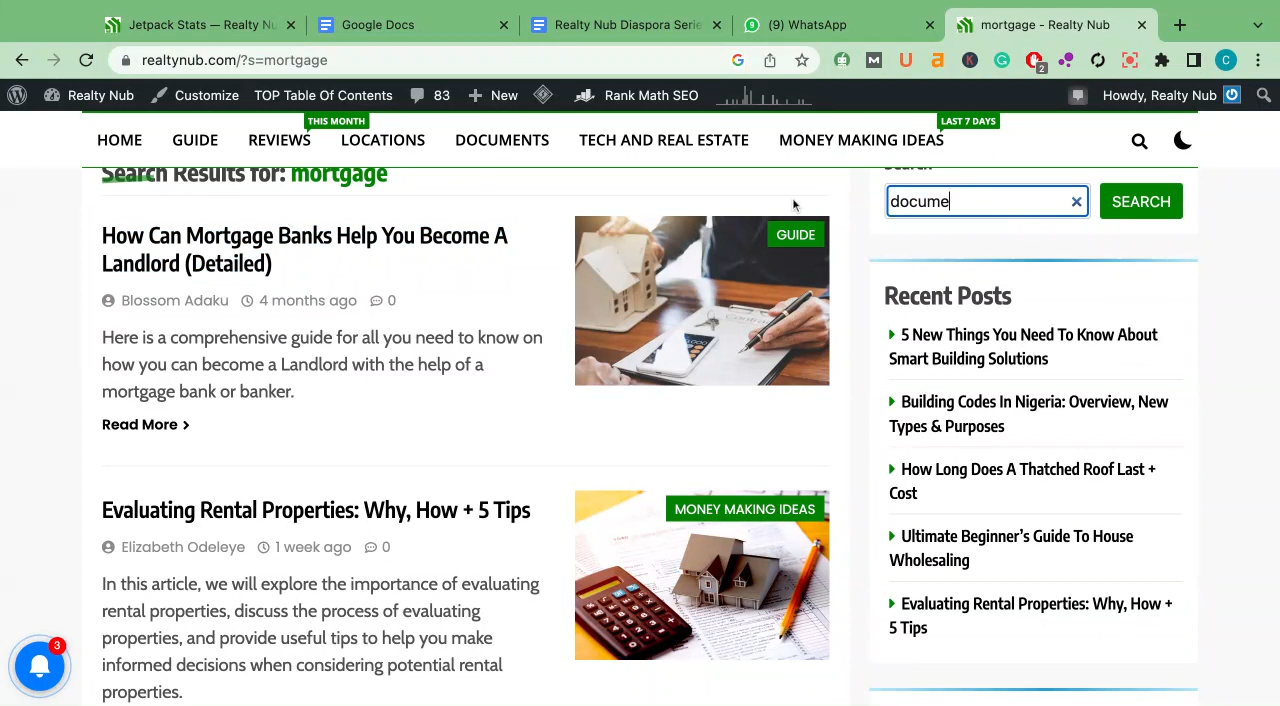 Jetpack Stats — Realty Nu
Google Docs
Realty Nub Diaspora Serie
(9) WhatsApp
mortgage - Realty Nub
realtynub.com/?s=mortgage
2
C
Realty Nub
Customize
TOP Table Of Contents
83
New
Rank Math SEO
Howdy, Realty Nub
THIS MONTH
LAST 7 DAYS
HOME
GUIDE
REVIEWS
LOCATIONS
DOCUMENTS
TECH AND REAL ESTATE
MONEY MAKING IDEAS
Search Results for: mortgage
How Can Mortgage Banks Help You Become A
Landlord (Detailed)
Blossom Adaku
4 months ago
0
Here is a comprehensive guide for all you need to know on
how you can become a Landlord with the help of a
mortgage bank or banker.
Read More
GUIDE
Evaluating Rental Properties: Why, How + 5 Tips
Elizabeth Odeleye
1 week ago
0
In this article, we will explore the importance of evaluating
rental properties, discuss the process of evaluating
properties, and provide useful tips to help you make
informed decisions when considering potential rental
properties.
MONEY MAKING IDEAS
3
docume
SEARCH
Recent Posts
5 New Things You Need To Know About
Smart Building Solutions
Building Codes In Nigeria: Overview, New
Types & Purposes
How Long Does A Thatched Roof Last +
Cost
Ultimate Beginner's Guide To House
Wholesaling
Evaluating Rental Properties: Why, How +
5 Tips